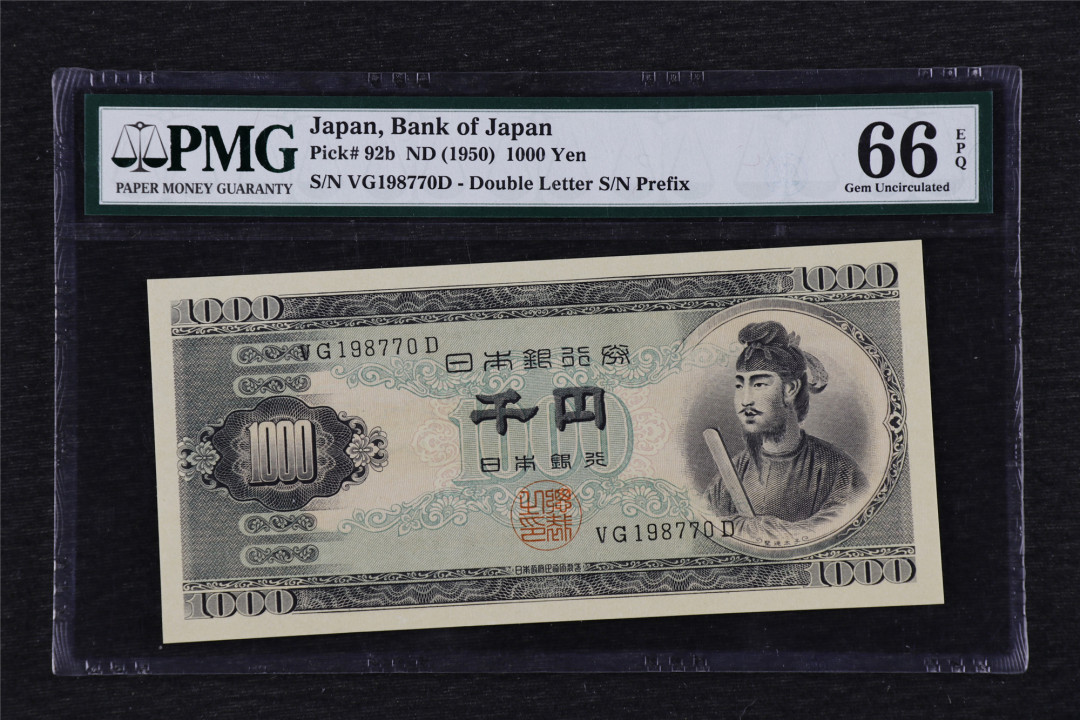 PMG
PAPER MONEY GUARANTY
Japan, Bank of Japan
Pick# 92b ND (1950) 1000 Yen
S/N VG198770D - Double Letter S/N Prefix
66
EPQ
Gem Uncirculated
1000
1000
VG198770D
日本銀行券
千円
1000
1000
日本銀行
VG198770D
1000
1000